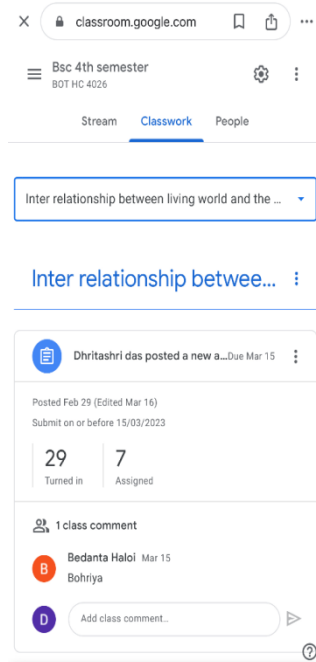 classroom.google.com
Bsc 4th semester
BOT HC 4026
Stream Classwork People
Inter relationship between living world and the ...
Inter relationship betwee...
Dhritashri das posted a new a...Due Mar 15
Posted Feb 29 (Edited Mar 16)
Submit on or before 15/03/2023
29 7
Turned in Assigned
1 class comment
B Bedanta Haloi Mar 15
Bohriya
D Add class comment...